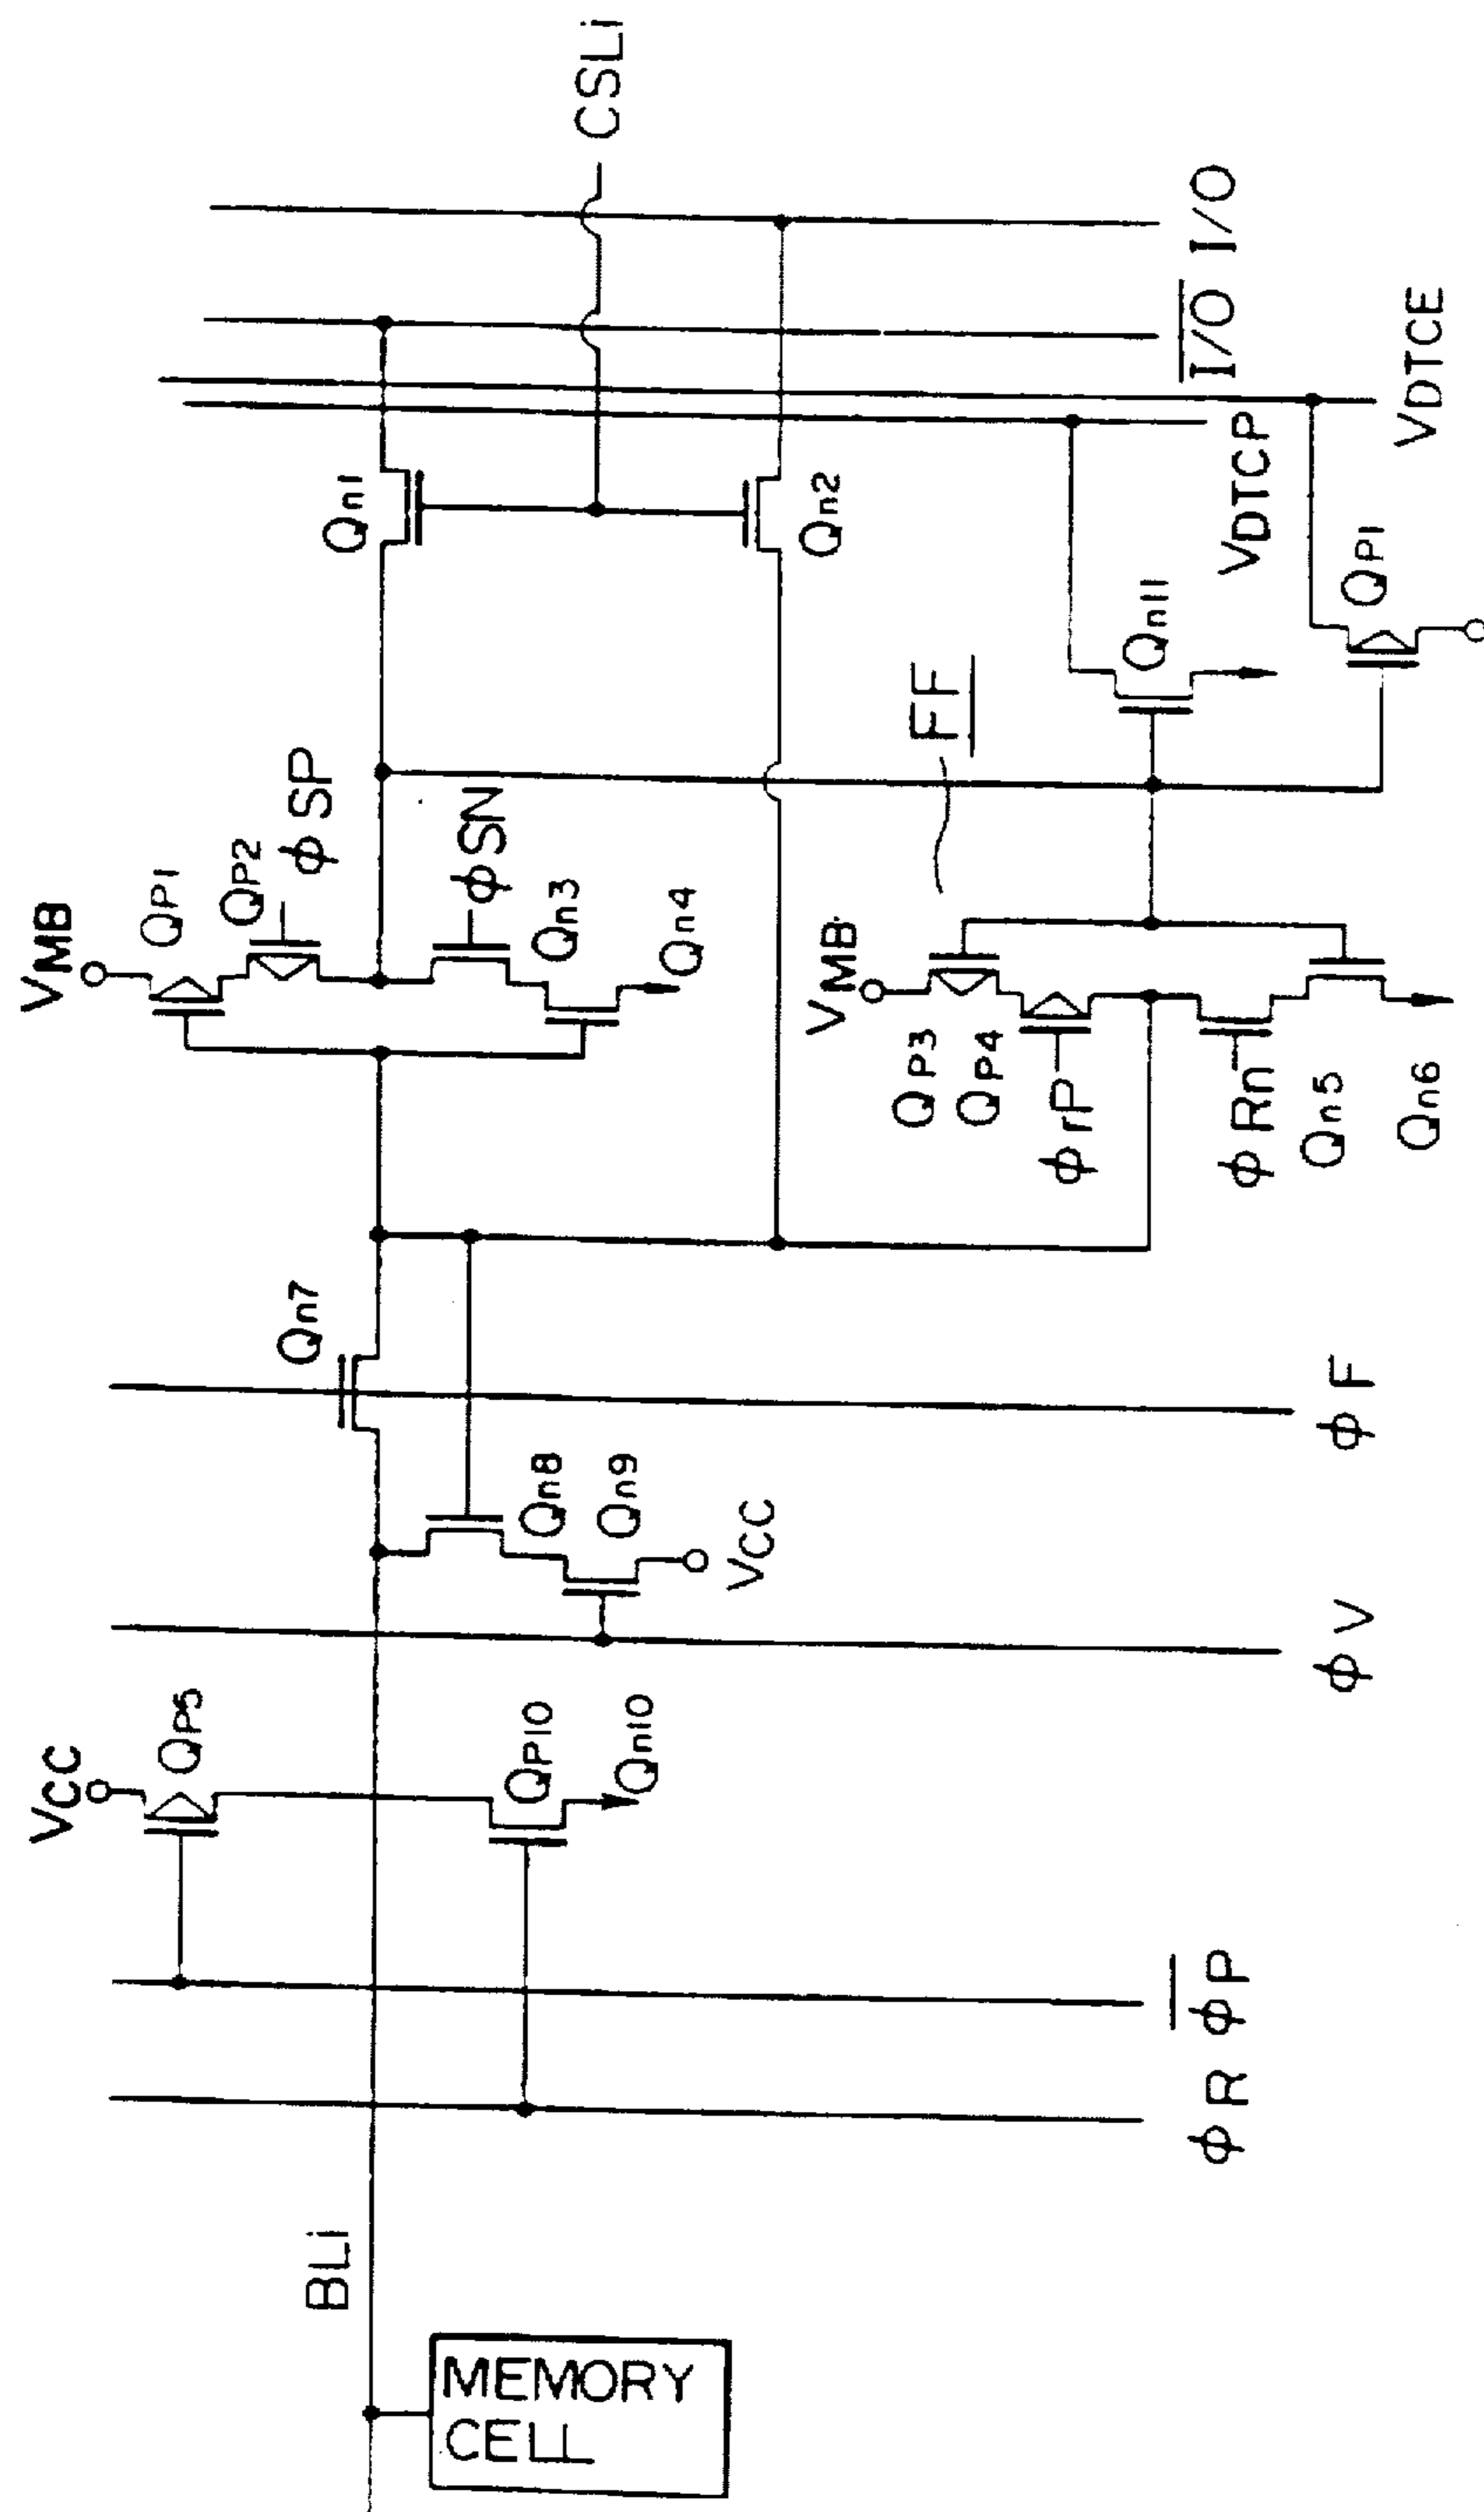 CSLi
I/O
I/O
VDTCE
VDTCP
Qn1
Qn2
QP1
Qn11
FF
φSP
φSN
VMB
QP1
QP2
Qn3
Qn4
VMB
QP3
QP4
φrP
φRn
Qn5
Qn6
Qn7
φF
Qn8
Qn9
VCC
φV
VCC
QP5
QP10
Qn10
φP
φR
BLi
MEMORY
CELL